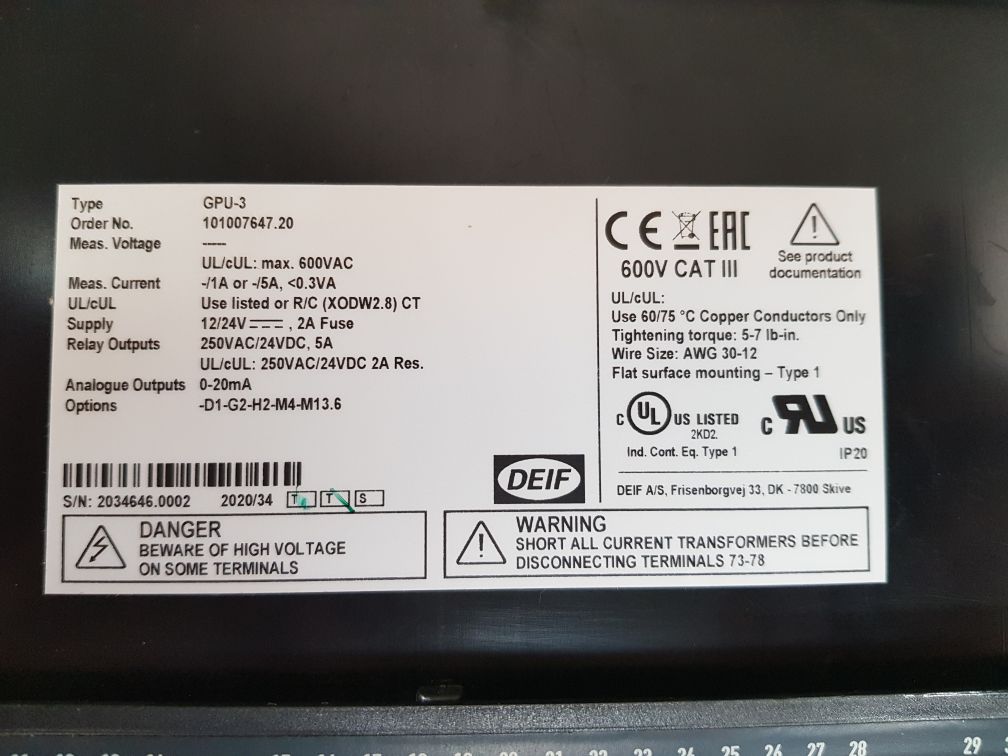 Type GPU-3
Order No. 101007647.20
Meas. Voltage -----
UL/cUL: max. 600VAC
Meas. Current -/1A or -/5A, <0.3VA
UL/cUL Use listed or R/C (XODW2.8) CT
Supply 12/24V ⎓, 2A Fuse
Relay Outputs 250VAC/24VDC, 5A
UL/cUL: 250VAC/24VDC 2A Res.
Analogue Outputs 0-20mA
Options -D1-G2-H2-M4-M13.6
S/N: 2034646.0002 2020/34 T T S
DANGER
BEWARE OF HIGH VOLTAGE
ON SOME TERMINALS
CE EAC
600V CAT III
See product
documentation
UL/cUL:
Use 60/75 °C Copper Conductors Only
Tightening torque: 5-7 lb-in.
Wire Size: AWG 30-12
Flat surface mounting – Type 1
C UL US LISTED
2KD2.
Ind. Cont. Eq. Type 1
C RU US
IP20
DEIF
DEIF A/S, Frisenborgvej 33, DK - 7800 Skive
WARNING
SHORT ALL CURRENT TRANSFORMERS BEFORE
DISCONNECTING TERMINALS 73-78
25 26 27 28 29